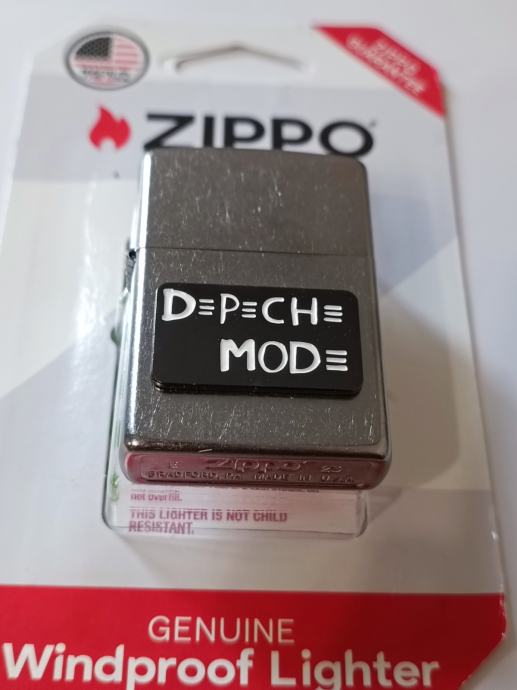 ZIPPO
DEPECHE
MODE
Zippo
BRADFORD, PA. MADE IN U.S.A.
not overfill.
THIS LIGHTER IS NOT CHILD
RESISTANT.
GENUINE
Windproof Lighter